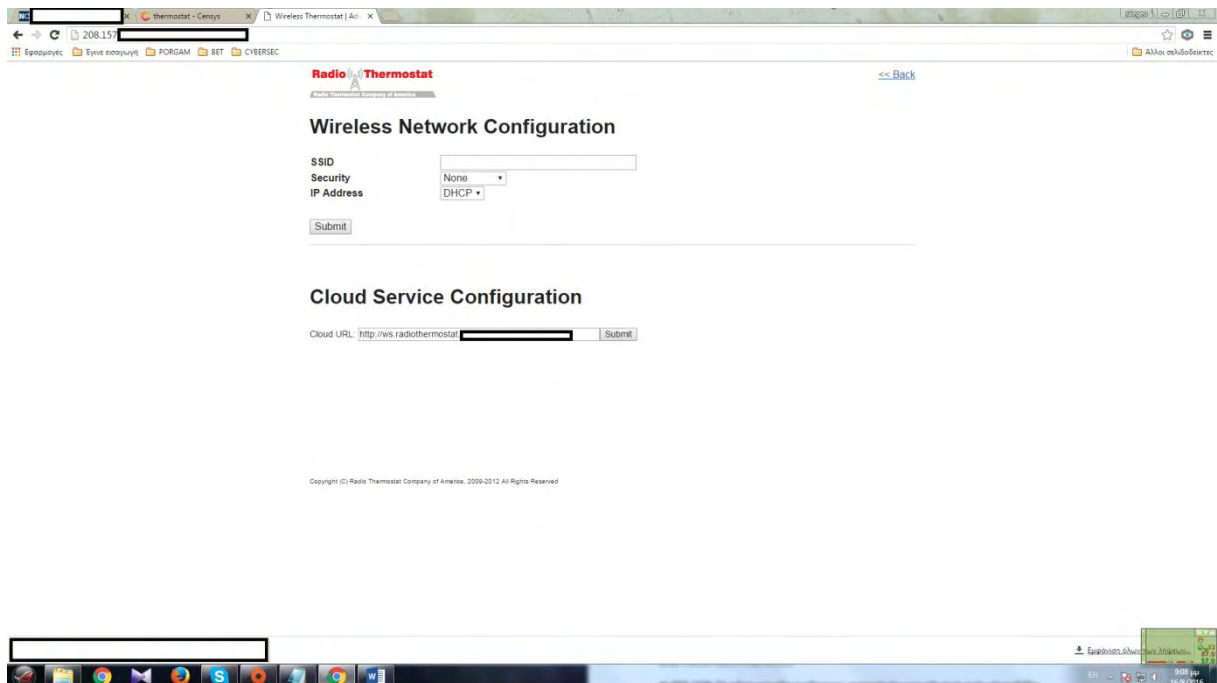 thermostat - Censys
Wireless Thermostat | Ad
208.157
Εφαρμογές Έγινε εισαγωγή PORGAM BET CYBERSEC Άλλοι σελιδοδείκτες
Radio Thermostat
Radio Thermostat Company of America
<< Back
Wireless Network Configuration
SSID
Security None
IP Address DHCP
Submit
Cloud Service Configuration
Cloud URL: http://ws.radiothermostat Submit
Copyright (C) Radio Thermostat Company of America, 2009-2012 All Rights Reserved
Εμφάνιση όλων των λήψεων...
EN 9:08 μμ
16/8/2016